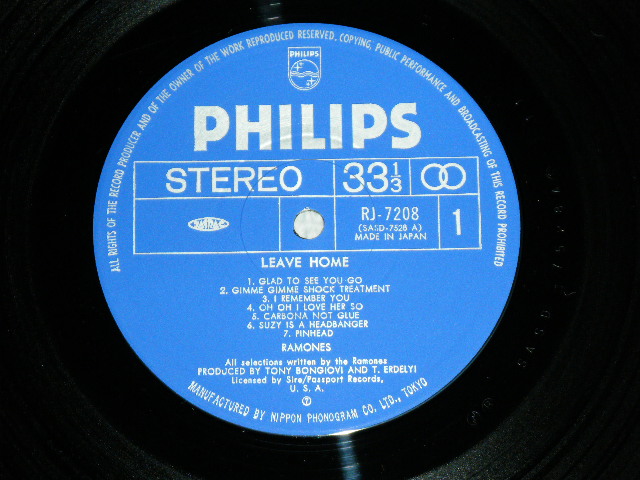 ALL RIGHTS OF THE RECORD PRODUCER AND OF THE OWNER OF THE WORK REPRODUCED RESERVED. COPYING, PUBLIC PERFORMANCE AND BROADCASTING OF THIS RECORD PROHIBITED
PHILIPS
PHILIPS
STEREO 33 1/3
RJ-7208
(SASD-7528 A)
MADE IN JAPAN
1
LEAVE HOME
1. GLAD TO SEE YOU GO
2. GIMME GIMME SHOCK TREATMENT
3. I REMEMBER YOU
4. OH OH I LOVE HER SO
5. CARBONA NOT GLUE
6. SUZY IS A HEADBANGER
7. PINHEAD
RAMONES
All selections written by the Ramones
PRODUCED BY TONY BONGIOVI AND T. ERDELYI
Licensed by Sire/Passport Records,
U. S. A.
Ⓟ
MANUFACTURED BY NIPPON PHONOGRAM CO. LTD., TOKYO